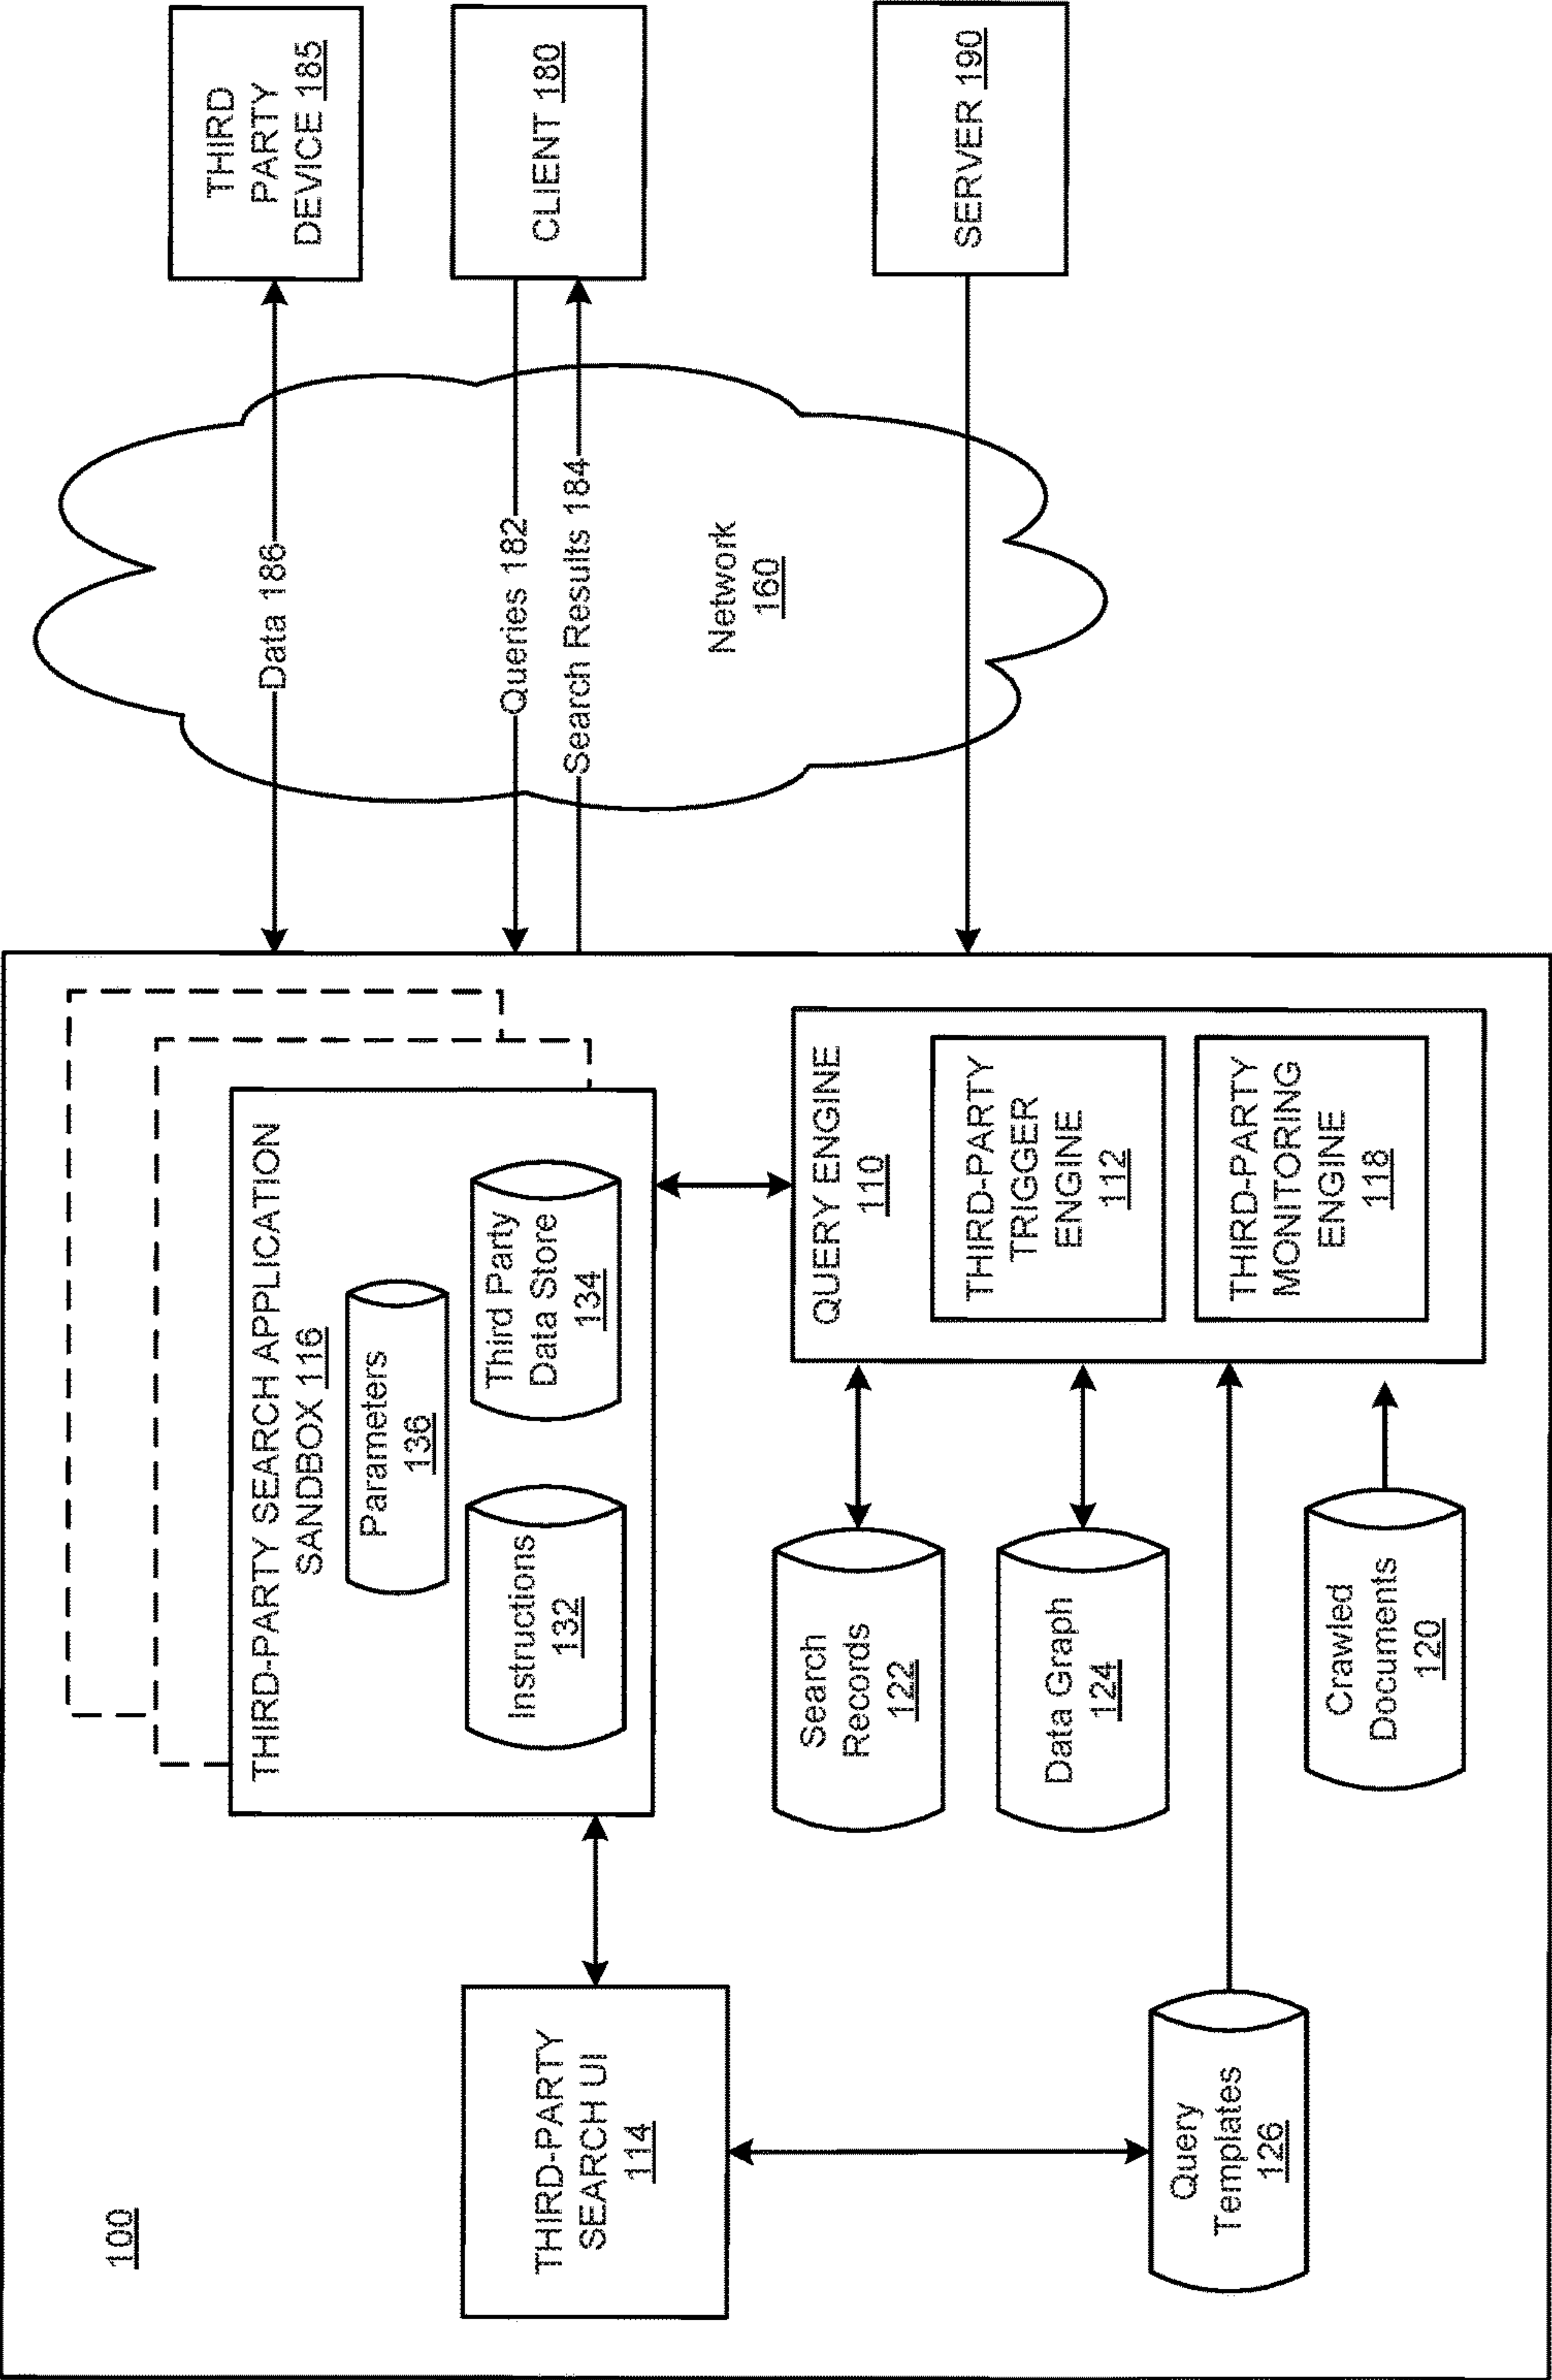 100
THIRD-PARTY
SEARCH UI
114
THIRD-PARTY SEARCH APPLICATION
SANDBOX 116
Parameters
136
Instructions
132
Third Party
Data Store
134
Query
Templates
126
Search
Records
122
Data Graph
124
Crawled
Documents
120
QUERY ENGINE
110
THIRD-PARTY
TRIGGER
ENGINE
112
THIRD-PARTY
MONITORING
ENGINE
118
Data 186
Queries 182
Search Results 184
Network
160
THIRD
PARTY
DEVICE 185
CLIENT 180
SERVER 190